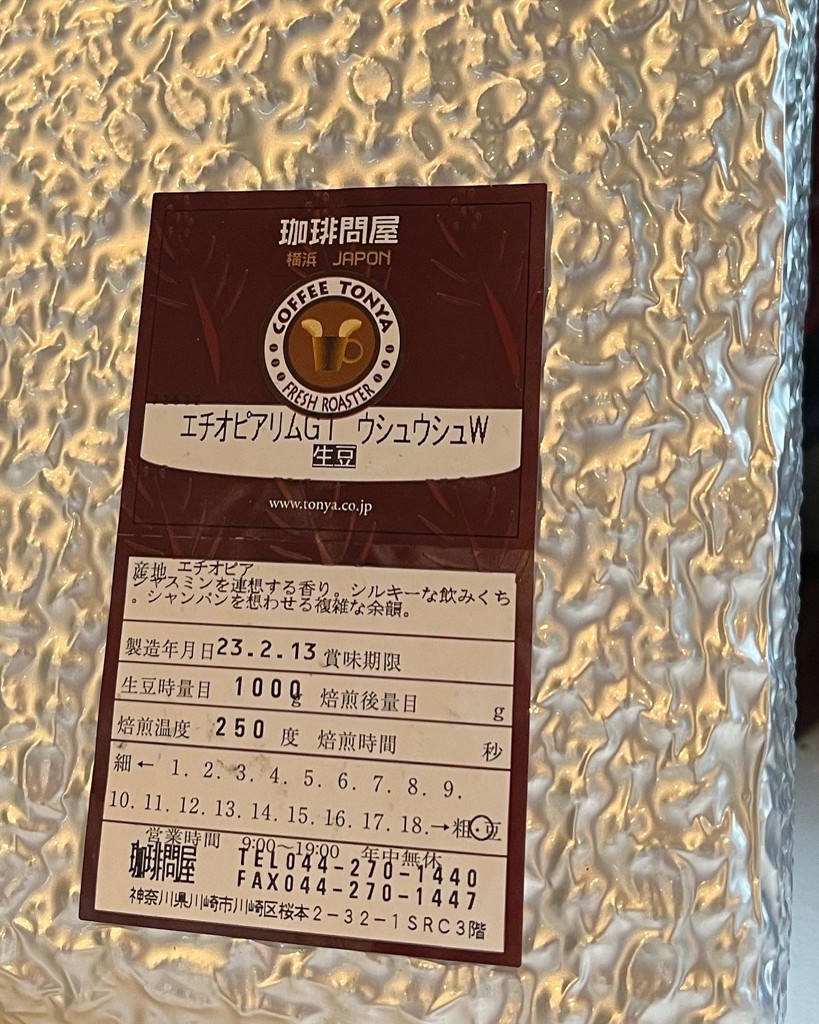 珈琲問屋
横浜 JAPON
COFFEE TONYA
FRESH ROASTER
エチオピアリムG1 ウシュウシュW
生豆
www.tonya.co.jp
産地 エチオピア
ジャスミンを連想する香り。シルキーな飲みくち
。シャンパンを想わせる複雑な余韻。
製造年月日 23.2.13 賞味期限
生豆時量目 1000g 焙煎後量目 g
焙煎温度 250 度 焙煎時間 秒
細← 1. 2. 3. 4. 5. 6. 7. 8. 9.
10. 11. 12. 13. 14. 15. 16. 17. 18.→粗・豆
営業時間 9:00〜19:00 年中無休
珈琲問屋 TEL044-270-1440
FAX044-270-1447
神奈川県川崎市川崎区桜本2-32-1SRC3階